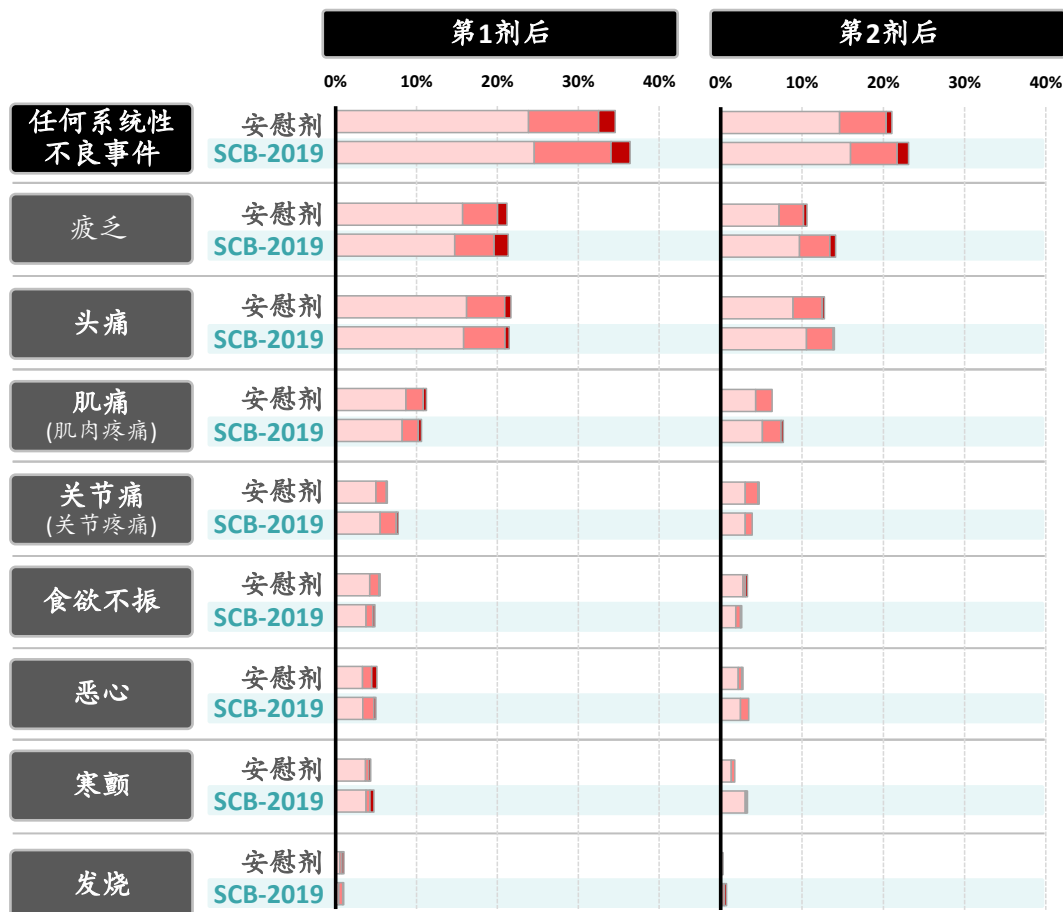 第1剂后
第2剂后
0% 10% 20% 30% 40%
0% 10% 20% 30% 40%
任何系统性
不良事件
安慰剂
SCB-2019
疲乏
安慰剂
SCB-2019
头痛
安慰剂
SCB-2019
肌痛
(肌肉疼痛)
安慰剂
SCB-2019
关节痛
(关节疼痛)
安慰剂
SCB-2019
食欲不振
安慰剂
SCB-2019
恶心
安慰剂
SCB-2019
寒颤
安慰剂
SCB-2019
发烧
安慰剂
SCB-2019